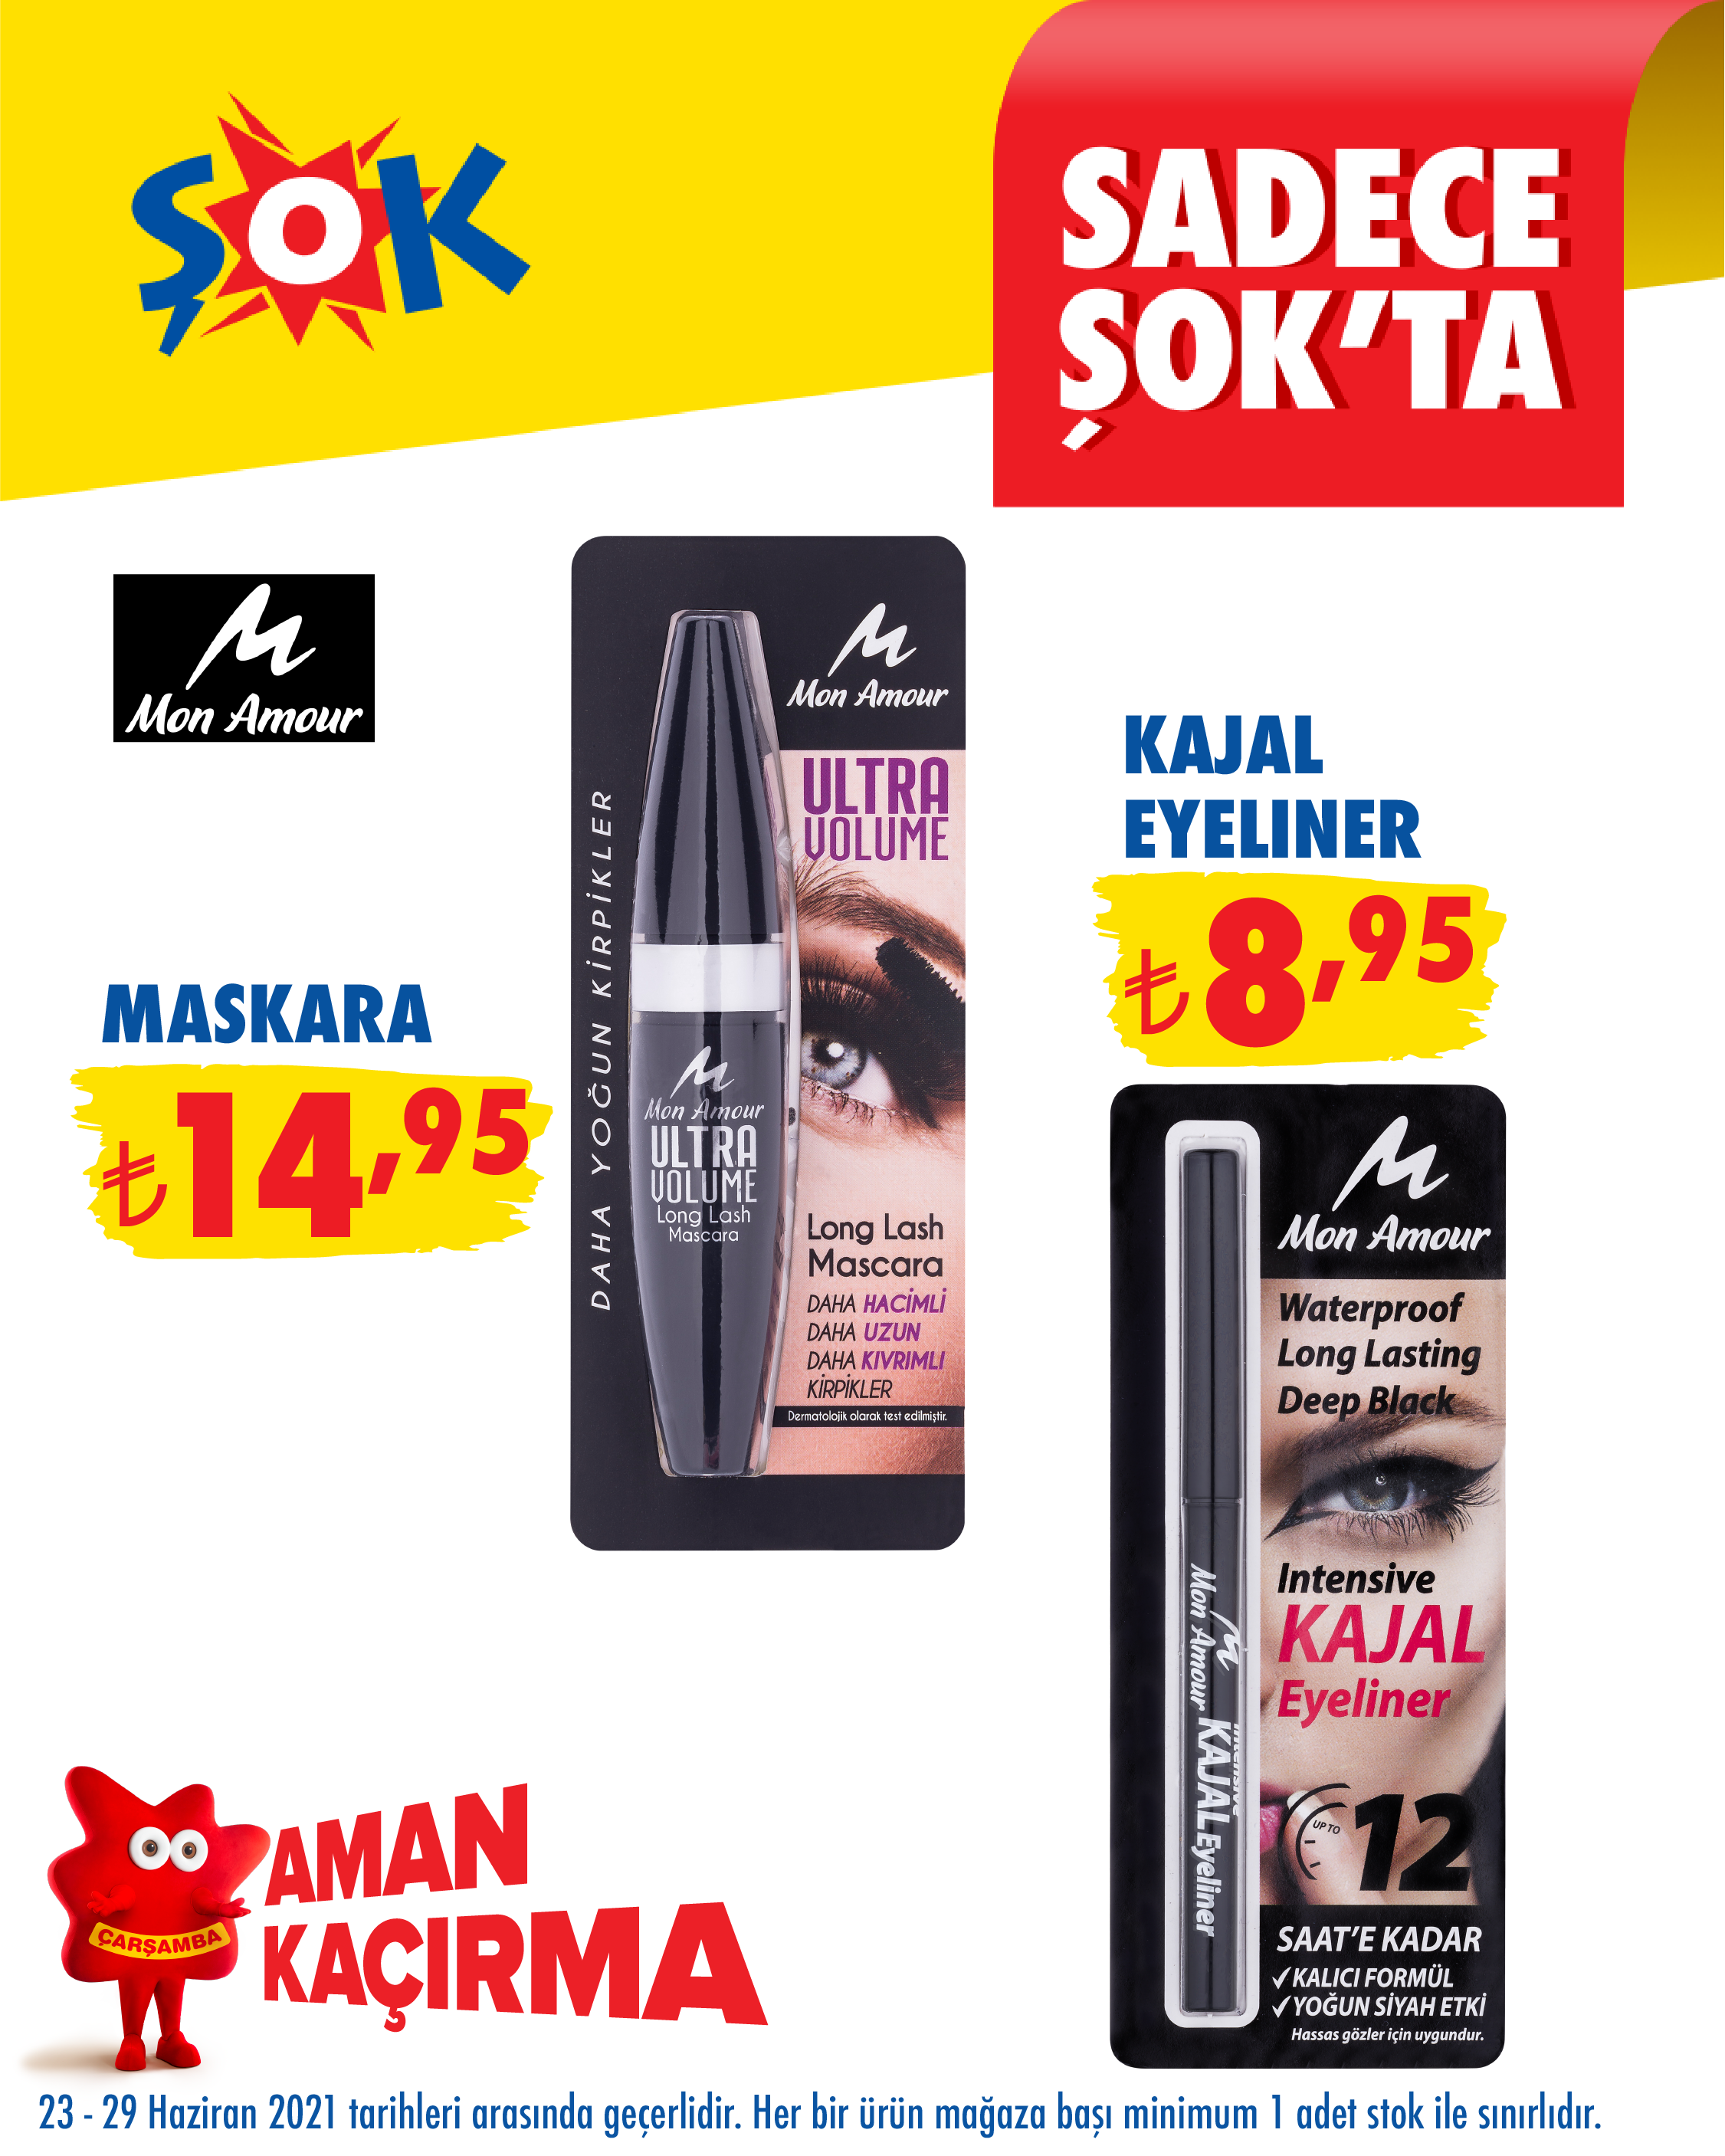 ŞOK
SADECE
ŞOK'TA
Mon Amour
MASKARA
₺14,95
DAHA YOĞUN KİRPİKLER
Mon Amour
ULTRA
VOLUME
Mon Amour
ULTRA
VOLUME
Long Lash
Mascara
Long Lash
Mascara
DAHA HACİMLİ
DAHA UZUN
DAHA KIVRIMLI
KİRPİKLER
Dermatolojik olarak test edilmiştir.
KAJAL
EYELINER
₺8,95
Mon Amour
Waterproof
Long Lasting
Deep Black
Intensive
KAJAL
Eyeliner
Mon Amour
Intensive
KAJAL Eyeliner
UP TO
12
SAAT'E KADAR
✓KALICI FORMÜL
✓YOĞUN SİYAH ETKİ
Hassas gözler için uygundur.
ÇARŞAMBA
AMAN
KAÇIRMA
23 - 29 Haziran 2021 tarihleri arasında geçerlidir. Her bir ürün mağaza başı minimum 1 adet stok ile sınırlıdır.